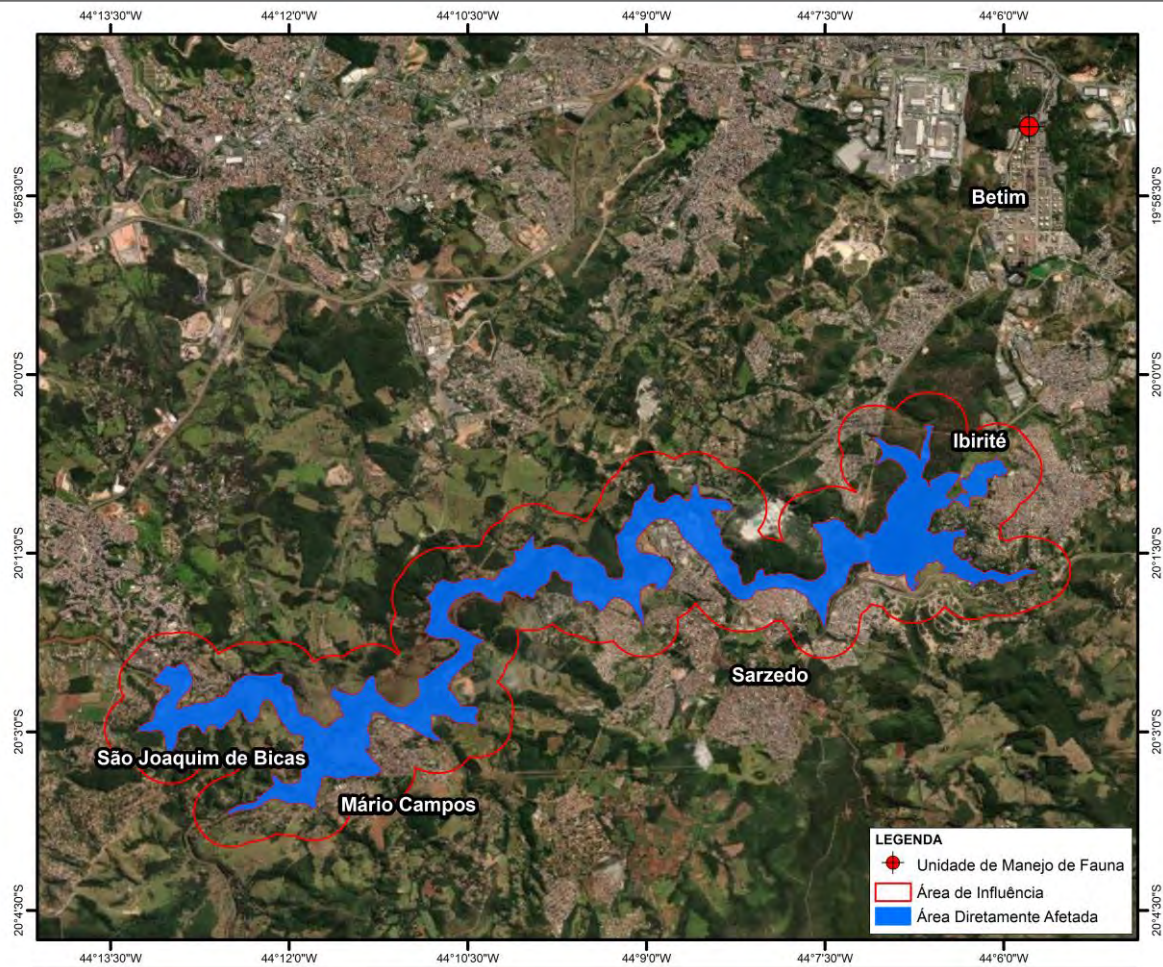 44°13'30"W 44°12'0"W 44°10'30"W 44°9'0"W 44°7'30"W 44°6'0"W
19°58'30"S 19°58'30"S
Betim
20°0'0"S 20°0'0"S
Ibirité
20°1'30"S 20°1'30"S
Sarzedo
20°3'0"S 20°3'0"S
São Joaquim de Bicas
Mário Campos
LEGENDA
Unidade de Manejo de Fauna
Área de Influência
Área Diretamente Afetada
20°4'30"S 20°4'30"S
44°13'30"W 44°12'0"W 44°10'30"W 44°9'0"W 44°7'30"W 44°6'0"W